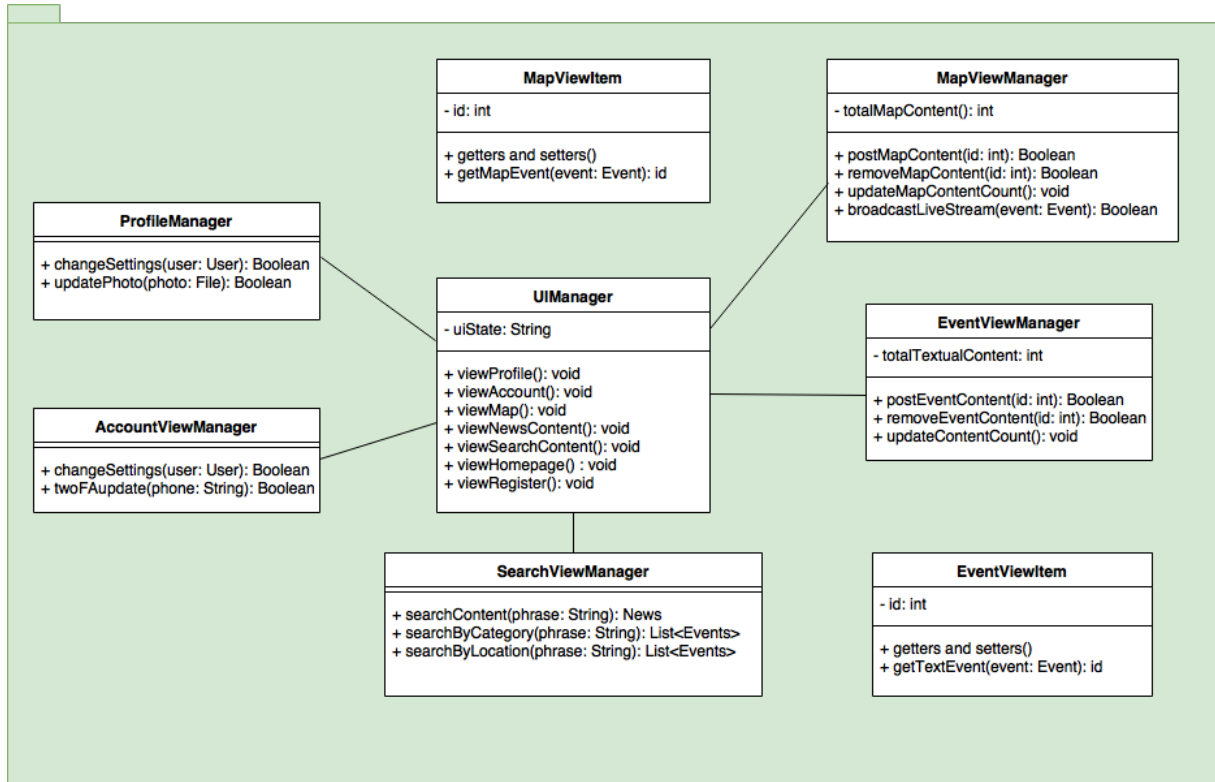 MapViewItem
- id: int
+ getters and setters()
+ getMapEvent(event: Event): id
MapViewManager
- totalMapContent(): int
+ postMapContent(id: int): Boolean
+ removeMapContent(id: int): Boolean
+ updateMapContentCount(): void
+ broadcastLiveStream(event: Event): Boolean
ProfileManager
+ changeSettings(user: User): Boolean
+ updatePhoto(photo: File): Boolean
UIManager
- uiState: String
+ viewProfile(): void
+ viewAccount(): void
+ viewMap(): void
+ viewNewsContent(): void
+ viewSearchContent(): void
+ viewHomepage() : void
+ viewRegister(): void
EventViewManager
- totalTextualContent: int
+ postEventContent(id: int): Boolean
+ removeEventContent(id: int): Boolean
+ updateContentCount(): void
AccountViewManager
+ changeSettings(user: User): Boolean
+ twoFAupdate(phone: String): Boolean
SearchViewManager
+ searchContent(phrase: String): News
+ searchByCategory(phrase: String): List<Events>
+ searchByLocation(phrase: String): List<Events>
EventViewItem
- id: int
+ getters and setters()
+ getTextEvent(event: Event): id